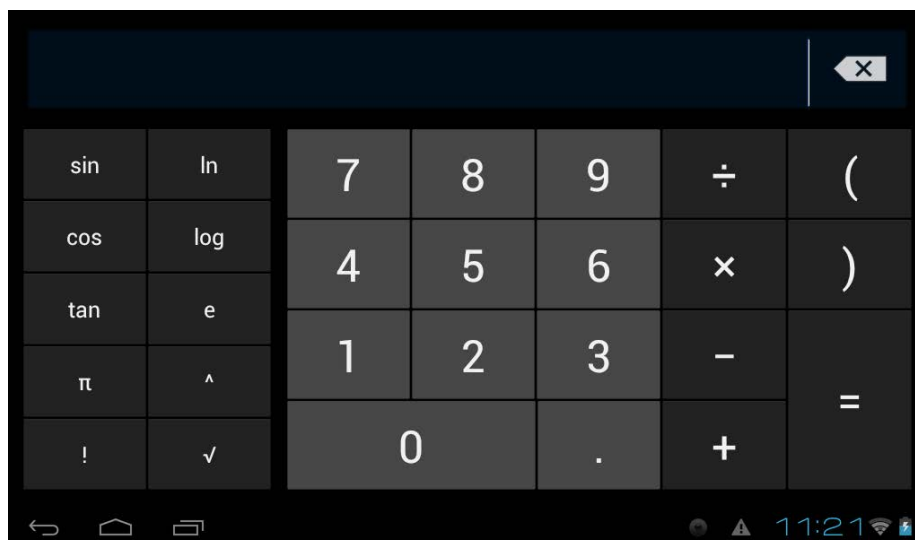 sin ln 7 8 9 ÷ (
cos log 4 5 6 × )
tan e 1 2 3 − =
π ^ 0 . +
! √
11:21